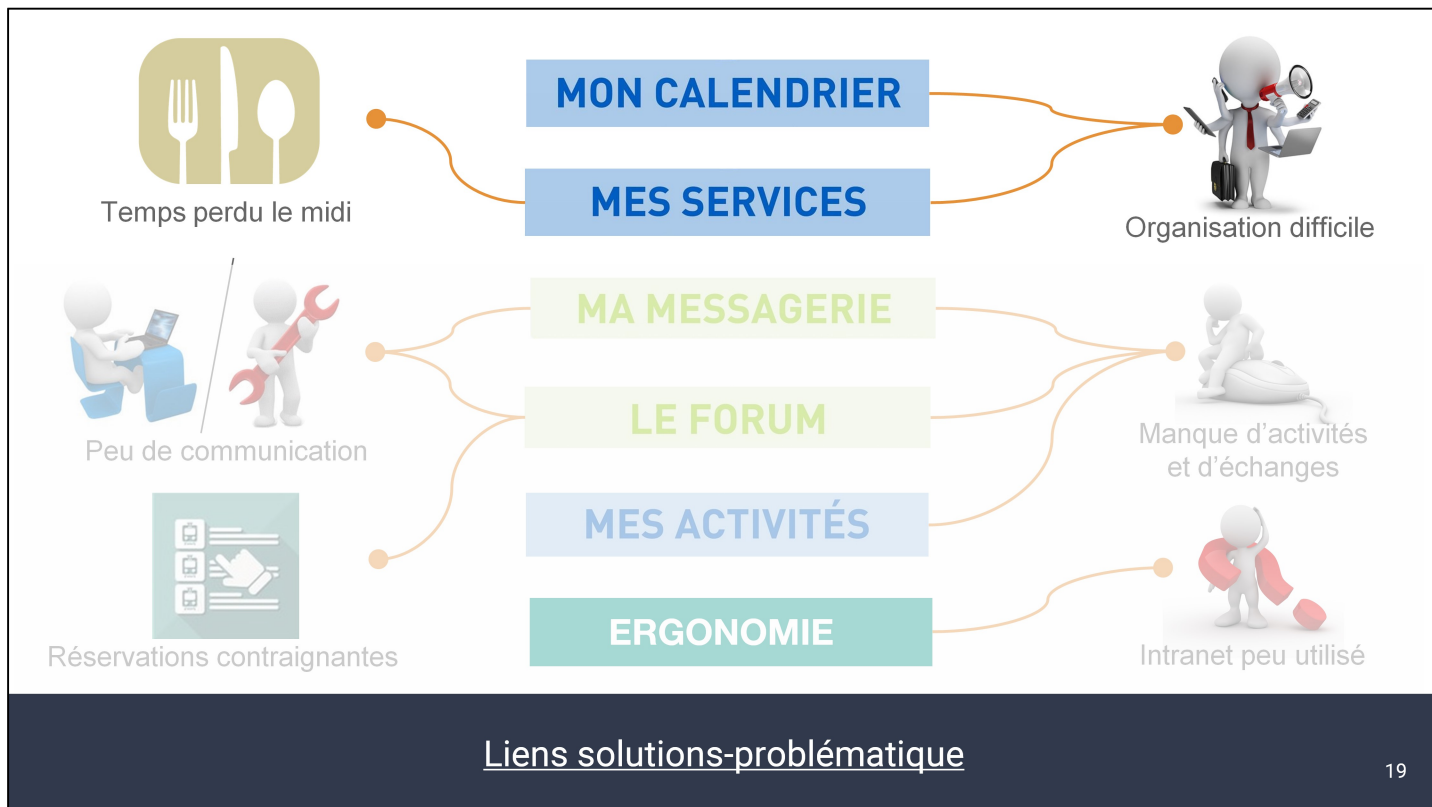 MON CALENDRIER
MES SERVICES
Temps perdu le midi
Organisation difficile
MA MESSAGERIE
LE FORUM
Peu de communication
Manque d’activités
et d’échanges
MES ACTIVITÉS
ERGONOMIE
Réservations contraignantes
Intranet peu utilisé
Liens solutions-problématique
19